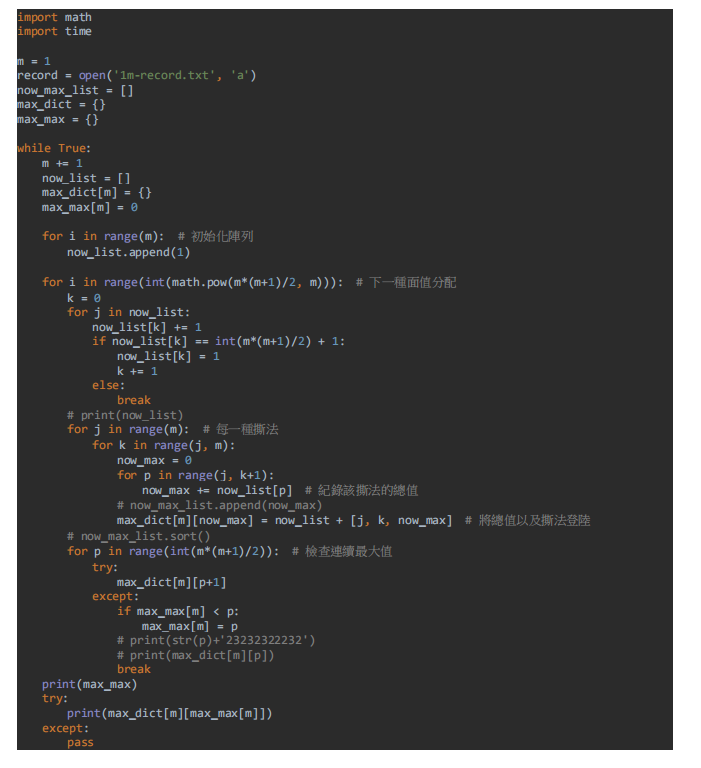 import math
import time
m = 1
record = open('1m-record.txt', 'a')
now_max_list = []
max_dict = {}
max_max = {}
while True:
    m += 1
    now_list = []
    max_dict[m] = {}
    max_max[m] = 0
    for i in range(m):  # 初始化陣列
        now_list.append(1)
    for i in range(int(math.pow(m*(m+1)/2, m))):  # 下一種面值分配
        k = 0
        for j in now_list:
            now_list[k] += 1
            if now_list[k] == int(m*(m+1)/2) + 1:
                now_list[k] = 1
                k += 1
            else:
                break
        # print(now_list)
        for j in range(m):  # 每一種撕法
            for k in range(j, m):
                now_max = 0
                for p in range(j, k+1):
                    now_max += now_list[p]  # 紀錄該撕法的總值
                # now_max_list.append(now_max)
                max_dict[m][now_max] = now_list + [j, k, now_max]  # 將總值以及撕法登陸
        # now_max_list.sort()
        for p in range(int(m*(m+1)/2)):  # 檢查連續最大值
            try:
                max_dict[m][p+1]
            except:
                if max_max[m] < p:
                    max_max[m] = p
                # print(str(p)+'23232322232')
                # print(max_dict[m][p])
                break
    print(max_max)
    try:
        print(max_dict[m][max_max[m]])
    except:
        pass